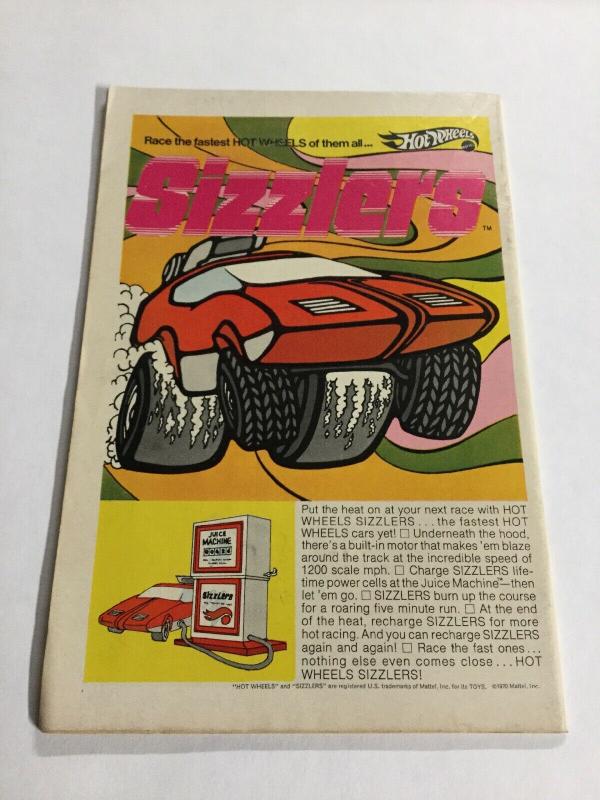 Race the fastest HOT WHEELS of them all...
Hot Wheels
Sizzlers™
JUICE
MACHINE
Sizzlers
Put the heat on at your next race with HOT
WHEELS SIZZLERS...the fastest HOT
WHEELS cars yet! □ Underneath the hood,
there's a built-in motor that makes 'em blaze
around the track at the incredible speed of
1200 scale mph. □ Charge SIZZLERS life-
time power cells at the Juice Machine™—then
let 'em go. □ SIZZLERS burn up the course
for a roaring five minute run. □ At the end
of the heat, recharge SIZZLERS for more
hot racing. And you can recharge SIZZLERS
again and again! □ Race the fast ones...
nothing else even comes close...HOT
WHEELS SIZZLERS!
"HOT WHEELS" and "SIZZLERS" are registered U.S. trademarks of Mattel, Inc. for its TOYS. ©1970 Mattel, Inc.